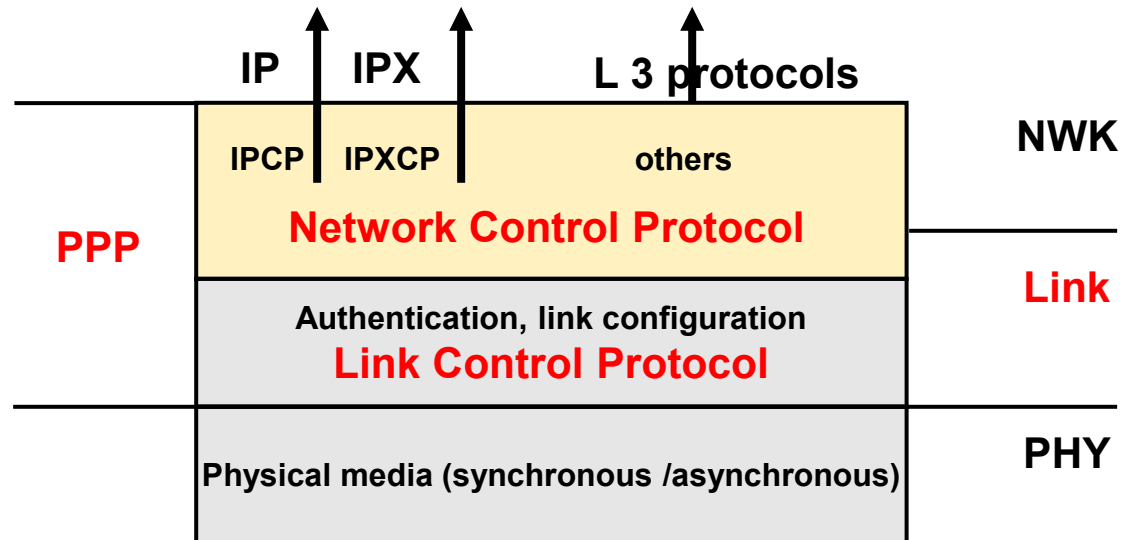 IP IPX L 3 protocols
NWK
IPCP IPXCP others
Network Control Protocol
PPP
Link
Authentication, link configuration
Link Control Protocol
PHY
Physical media (synchronous /asynchronous)